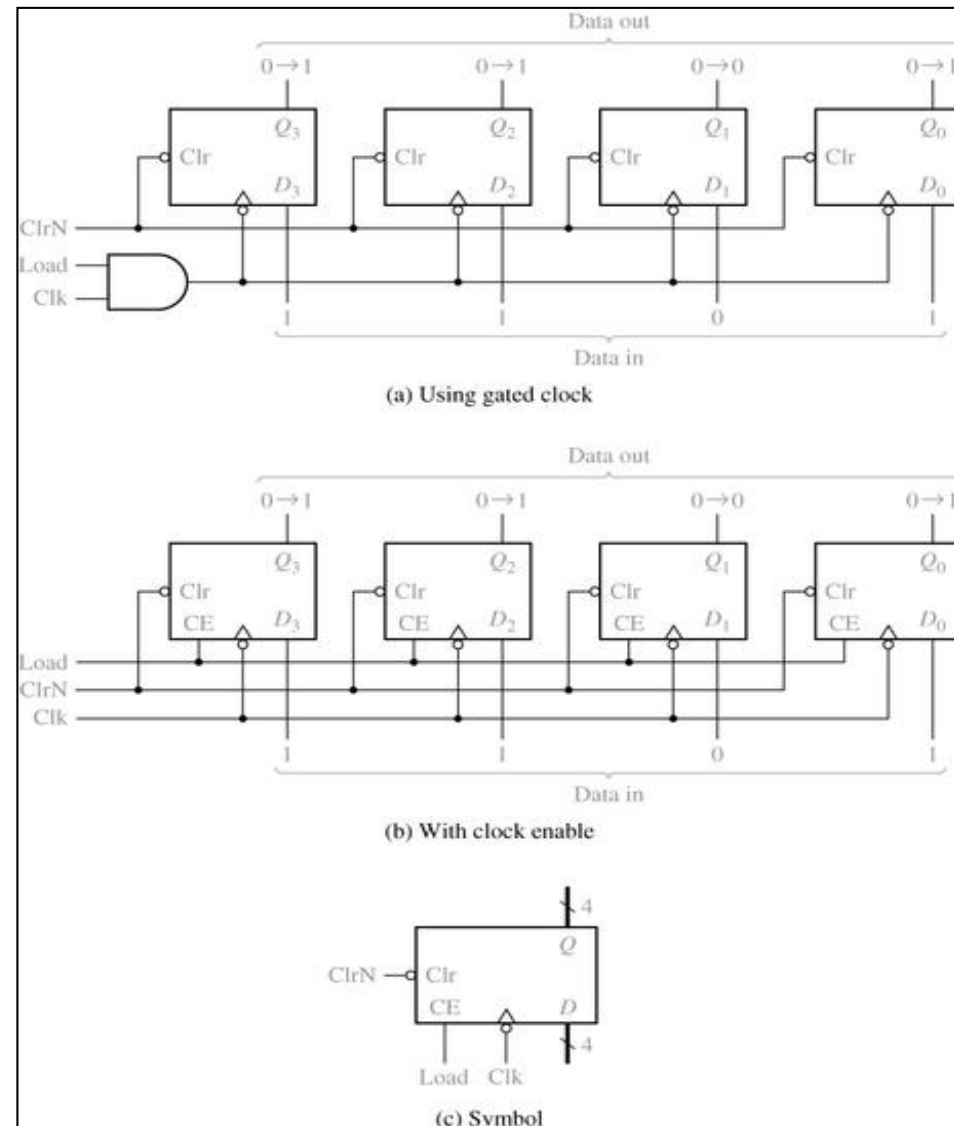 Data out
0→1 0→1 0→0 0→1
Q3 Q2 Q1 Q0
Clr Clr Clr Clr
D3 D2 D1 D0
ClrN
Load
Clk
1 1 0 1
Data in
(a) Using gated clock
Data out
0→1 0→1 0→0 0→1
Q3 Q2 Q1 Q0
Clr Clr Clr Clr
CE D3 CE D2 CE D1 CE D0
Load
ClrN
Clk
1 1 0 1
Data in
(b) With clock enable
4
Q
ClrN Clr
CE D
4
Load Clk
(c) Symbol